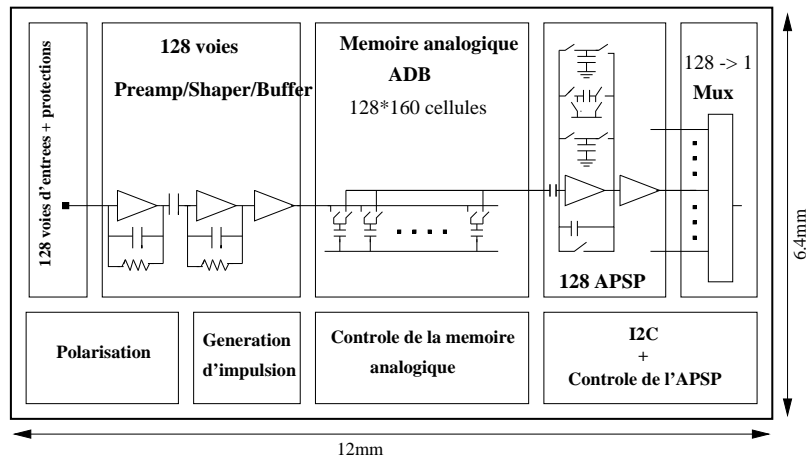 128 voies d'entrees + protections
128 voies
Preamp/Shaper/Buffer
Memoire analogique
ADB
128*160 cellules
128 APSP
128 -> 1
Mux
Polarisation
Generation
d'impulsion
Controle de la memoire
analogique
I2C
+
Controle de l'APSP
6.4mm
12mm